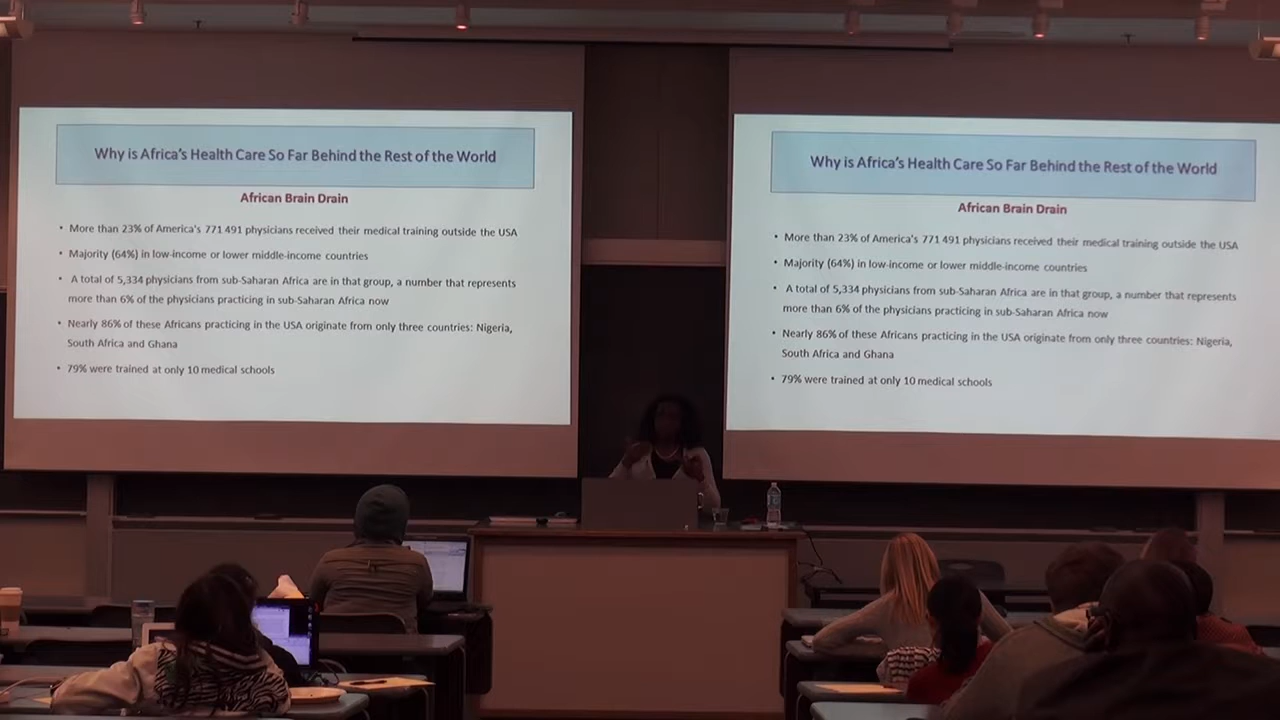 Why is Africa's Health Care So Far Behind the Rest of the World
African Brain Drain
• More than 23% of America's 771 491 physicians received their medical training outside the USA
• Majority (64%) in low-income or lower middle-income countries
• A total of 5,334 physicians from sub-Saharan Africa are in that group, a number that represents
more than 6% of the physicians practicing in sub-Saharan Africa now
• Nearly 86% of these Africans practicing in the USA originate from only three countries: Nigeria,
South Africa and Ghana
• 79% were trained at only 10 medical schools
Why is Africa's Health Care So Far Behind the Rest of the World
African Brain Drain
• More than 23% of America's 771 491 physicians received their medical training outside the USA
• Majority (64%) in low-income or lower middle-income countries
• A total of 5,334 physicians from sub-Saharan Africa are in that group, a number that represents
more than 6% of the physicians practicing in sub-Saharan Africa now
• Nearly 86% of these Africans practicing in the USA originate from only three countries: Nigeria,
South Africa and Ghana
• 79% were trained at only 10 medical schools